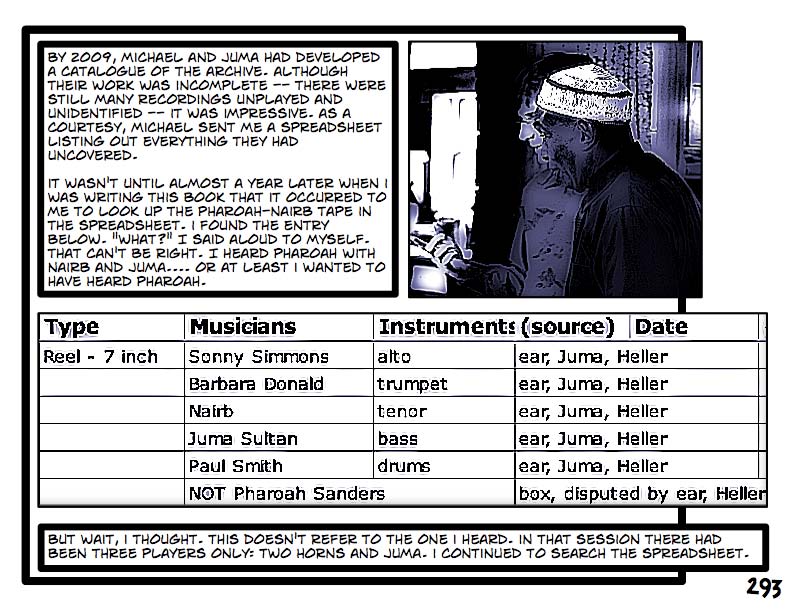 BY 2009, MICHAEL AND JUMA HAD DEVELOPED
A CATALOGUE OF THE ARCHIVE. ALTHOUGH
THEIR WORK WAS INCOMPLETE -- THERE WERE
STILL MANY RECORDINGS UNPLAYED AND
UNIDENTIFIED -- IT WAS IMPRESSIVE. AS A
COURTESY, MICHAEL SENT ME A SPREADSHEET
LISTING OUT EVERYTHING THEY HAD
UNCOVERED.
IT WASN'T UNTIL ALMOST A YEAR LATER WHEN I
WAS WRITING THIS BOOK THAT IT OCCURRED TO
ME TO LOOK UP THE PHAROAH-NAIRB TAPE IN
THE SPREADSHEET. I FOUND THE ENTRY
BELOW. "WHAT?" I SAID ALOUD TO MYSELF.
THAT CAN'T BE RIGHT. I HEARD PHAROAH WITH
NAIRB AND JUMA.... OR AT LEAST I WANTED TO
HAVE HEARD PHAROAH.
Type Musicians Instruments (source) Date
Reel - 7 inch Sonny Simmons alto ear, Juma, Heller
Barbara Donald trumpet ear, Juma, Heller
Nairb tenor ear, Juma, Heller
Juma Sultan bass ear, Juma, Heller
Paul Smith drums ear, Juma, Heller
NOT Pharoah Sanders box, disputed by ear, Heller
BUT WAIT, I THOUGHT. THIS DOESN'T REFER TO THE ONE I HEARD. IN THAT SESSION THERE HAD
BEEN THREE PLAYERS ONLY: TWO HORNS AND JUMA. I CONTINUED TO SEARCH THE SPREADSHEET.
293